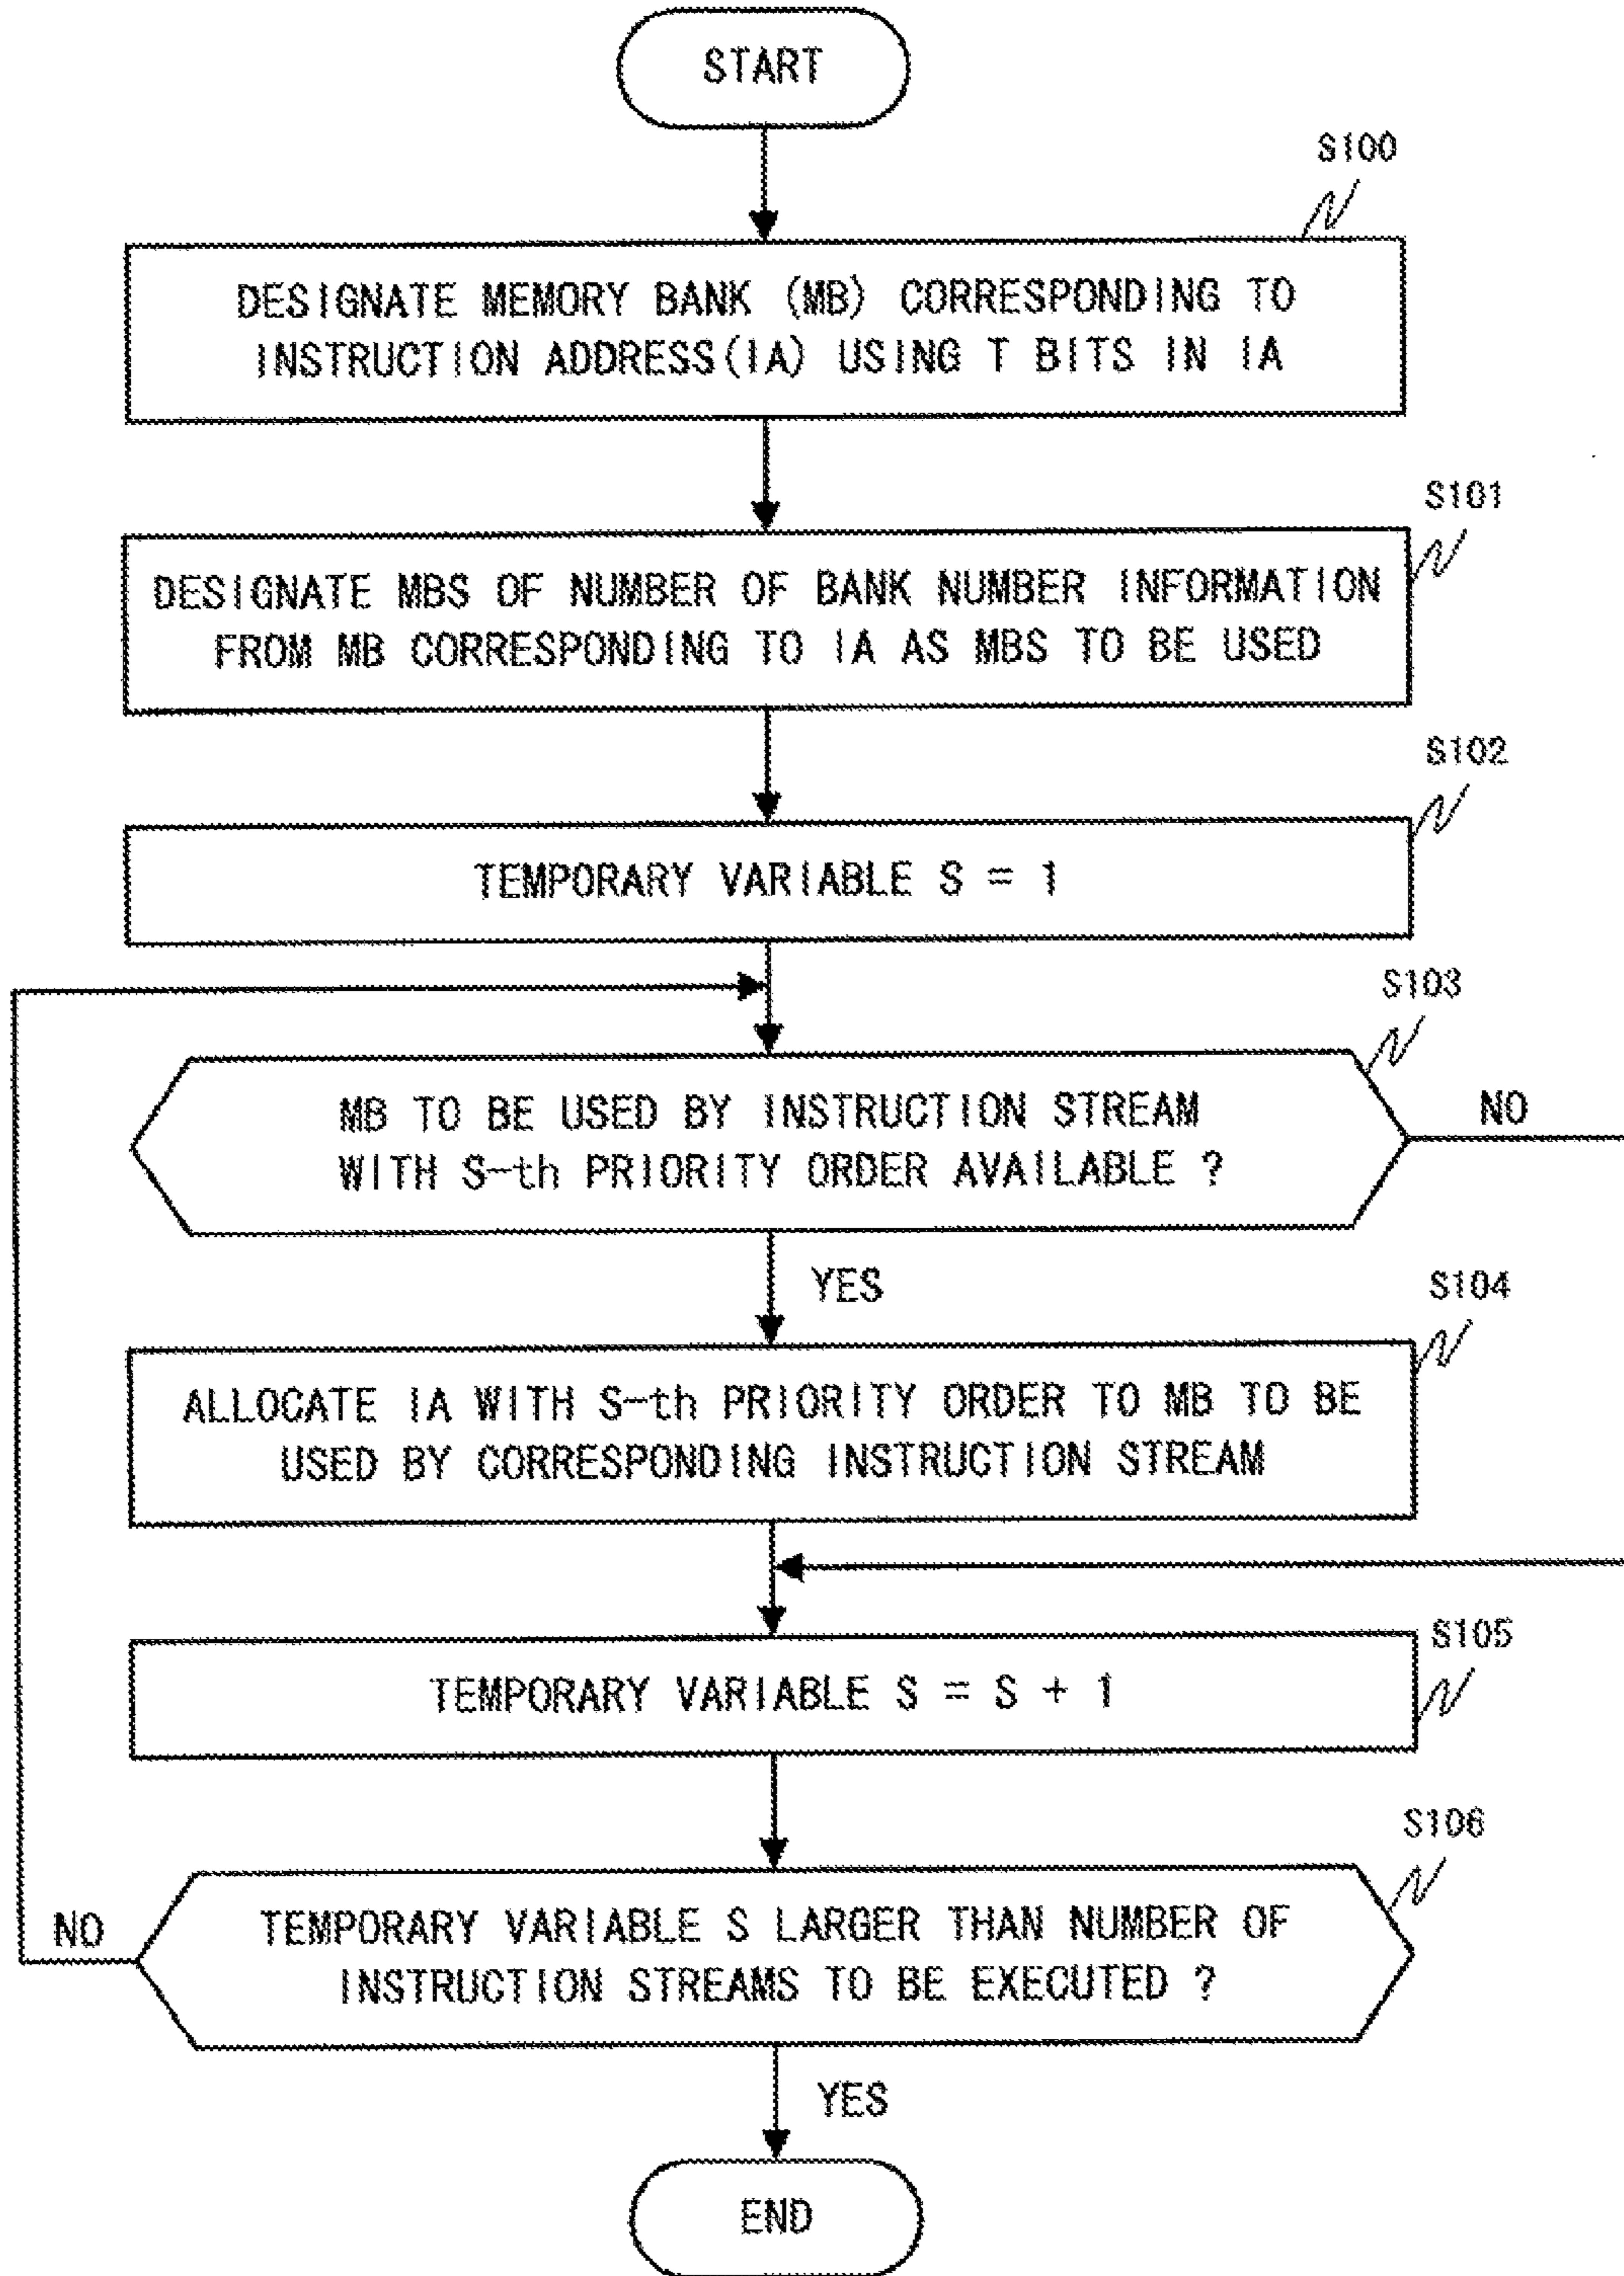 START
S100
DESIGNATE MEMORY BANK (MB) CORRESPONDING TO
INSTRUCTION ADDRESS(IA) USING T BITS IN IA
S101
DESIGNATE MBS OF NUMBER OF BANK NUMBER INFORMATION
FROM MB CORRESPONDING TO IA AS MBS TO BE USED
S102
TEMPORARY VARIABLE S = 1
S103
MB TO BE USED BY INSTRUCTION STREAM
WITH S-th PRIORITY ORDER AVAILABLE ?
NO
YES
S104
ALLOCATE IA WITH S-th PRIORITY ORDER TO MB TO BE
USED BY CORRESPONDING INSTRUCTION STREAM
S105
TEMPORARY VARIABLE S = S + 1
S106
TEMPORARY VARIABLE S LARGER THAN NUMBER OF
INSTRUCTION STREAMS TO BE EXECUTED ?
NO
YES
END